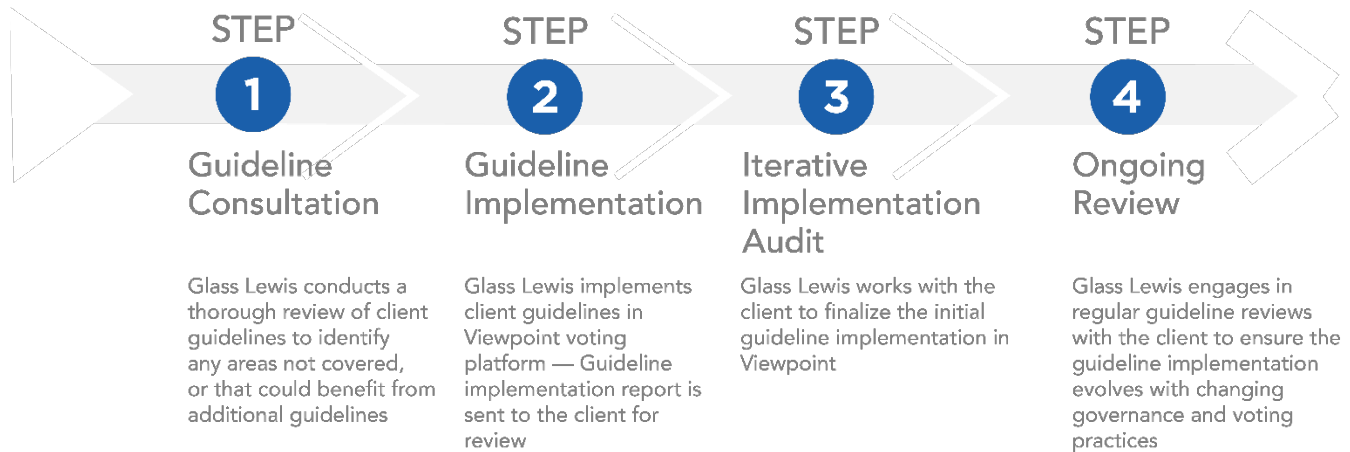 STEP
1
Guideline
Consultation
Glass Lewis conducts a
thorough review of client
guidelines to identify
any areas not covered,
or that could benefit from
additional guidelines
STEP
2
Guideline
Implementation
Glass Lewis implements
client guidelines in
Viewpoint voting
platform — Guideline
implementation report is
sent to the client for
review
STEP
3
Iterative
Implementation
Audit
Glass Lewis works with the
client to finalize the initial
guideline implementation in
Viewpoint
STEP
4
Ongoing
Review
Glass Lewis engages in
regular guideline reviews
with the client to ensure the
guideline implementation
evolves with changing
governance and voting
practices